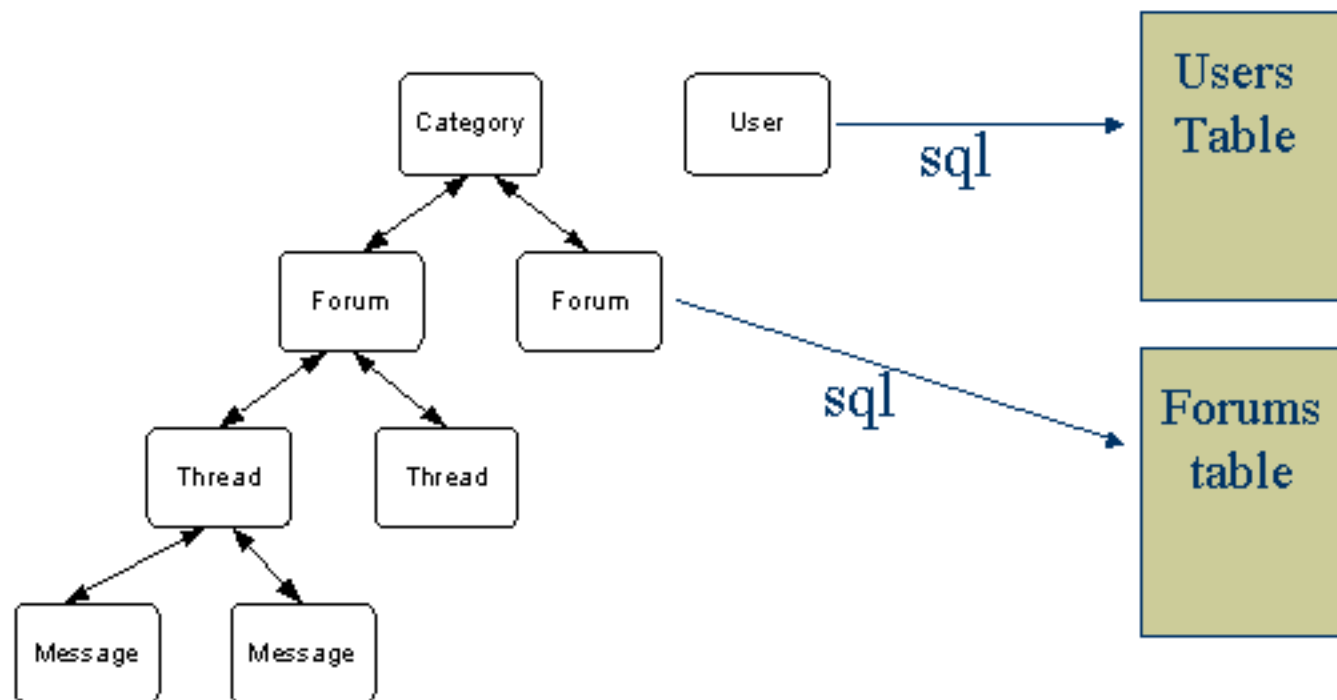 Category
User
sql
Users
Table
Forum
Forum
sql
Forums
table
Thread
Thread
Message
Message